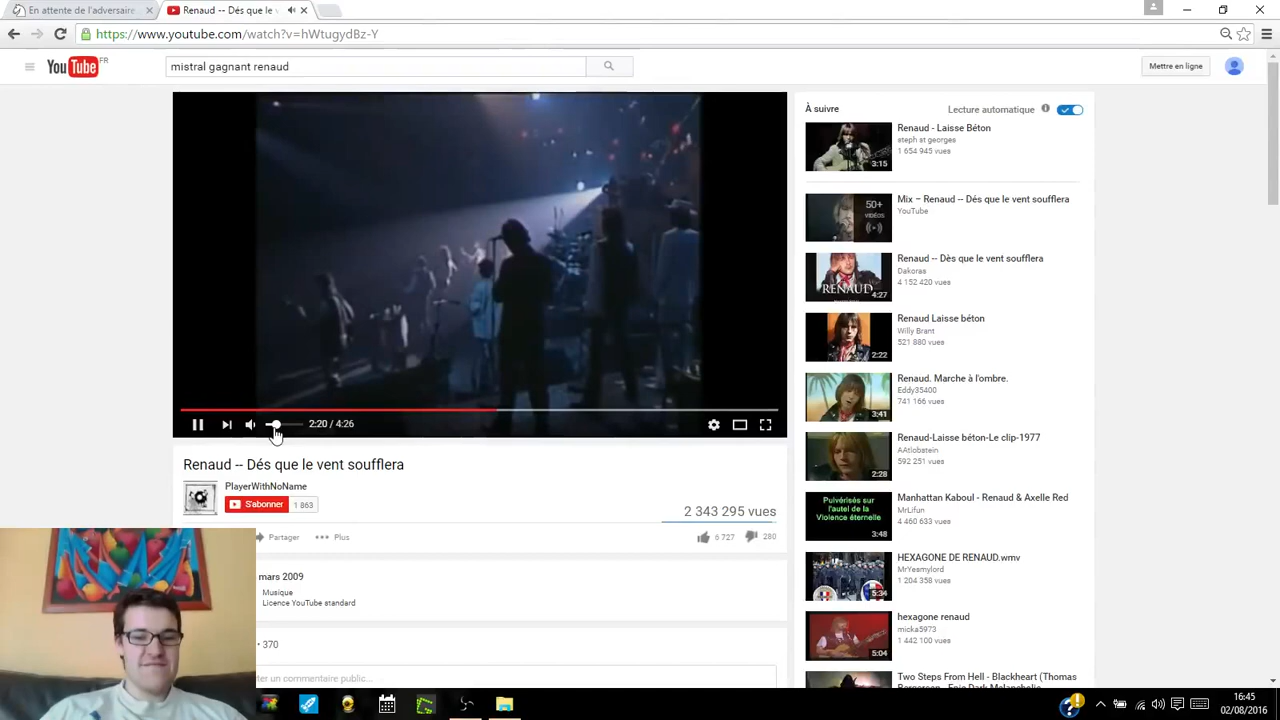 En attente de l'adversaire
Renaud -- Dés que le v
https://www.youtube.com/watch?v=hWtugydBz-Y
YouTube FR
mistral gagnant renaud
Mettre en ligne
À suivre
Lecture automatique
Renaud - Laisse Béton
steph st georges
1 654 945 vues
3:15
Mix – Renaud -- Dés que le vent soufflera
YouTube
50+
VIDÉOS
Renaud -- Dès que le vent soufflera
Dakoras
4 152 420 vues
RENAUD
4:27
Renaud Laisse béton
Willy Brant
521 880 vues
2:22
Renaud. Marche à l'ombre.
Eddy35400
741 166 vues
3:41
Renaud-Laisse béton-Le clip-1977
AAtlobstein
592 251 vues
2:28
Manhattan Kaboul - Renaud & Axelle Red
MrLifun
4 460 633 vues
Pulvérisés sur
l'autel de la
Violence éternelle
3:48
HEXAGONE DE RENAUD.wmv
MrYesmylord
1 204 358 vues
5:34
hexagone renaud
micka5973
1 442 100 vues
5:04
Two Steps From Hell - Blackheart (Thomas
2:20 / 4:26
Renaud -- Dés que le vent soufflera
PlayerWithNoName
S'abonner
1 863
2 343 295 vues
Partager
Plus
6 727
280
mars 2009
Musique
Licence YouTube standard
• 370
ter un commentaire public...
16:45
02/08/2016